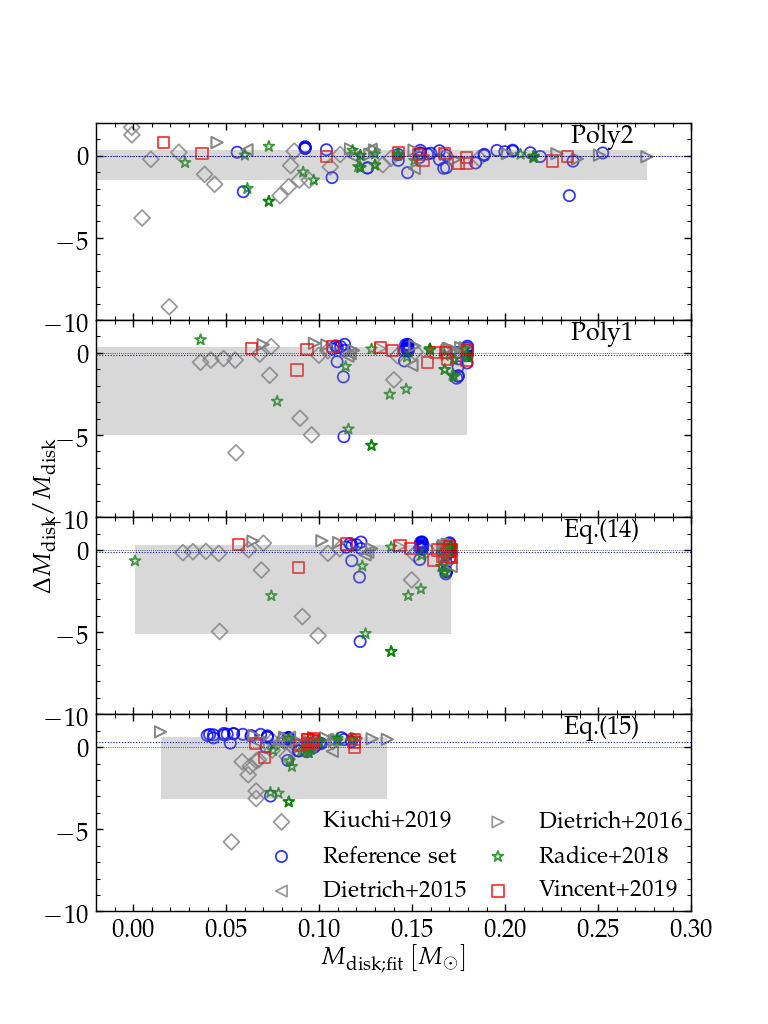 Poly2
0
−5
−10
Poly1
0
−5
−10
Eq.(14)
0
−5
−10
Eq.(15)
0
−5
−10
ΔM_disk/M_disk
Kiuchi+2019
Dietrich+2016
Reference set
Radice+2018
Dietrich+2015
Vincent+2019
0.00 0.05 0.10 0.15 0.20 0.25 0.30
M_disk;fit [M_⊙]